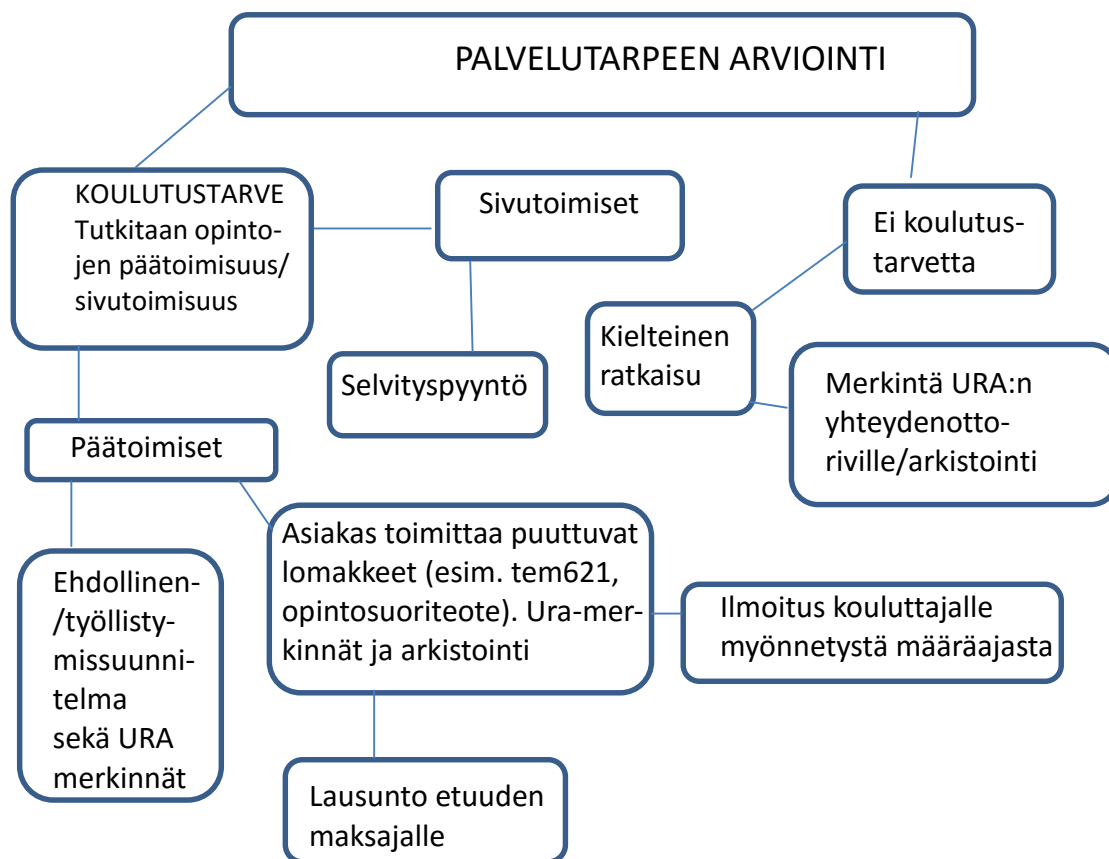 PALVELUTARPEEN ARVIOINTI
KOULUTUSTARVE
Tutkitaan opinto-
jen päätoimisuus/
sivutoimisuus
Sivutoimiset
Ei koulutus-
tarvetta
Selvityspyyntö
Kielteinen
ratkaisu
Merkintä URA:n
yhteydenotto-
riville/arkistointi
Päätoimiset
Ehdollinen-
/työllisty-
missuunni-
telma
sekä URA
merkinnät
Asiakas toimittaa puuttuvat
lomakkeet (esim. tem621,
opintosuoriteote). Ura-mer-
kinnät ja arkistointi
Ilmoitus kouluttajalle
myönnetystä määräajasta
Lausunto etuuden
maksajalle